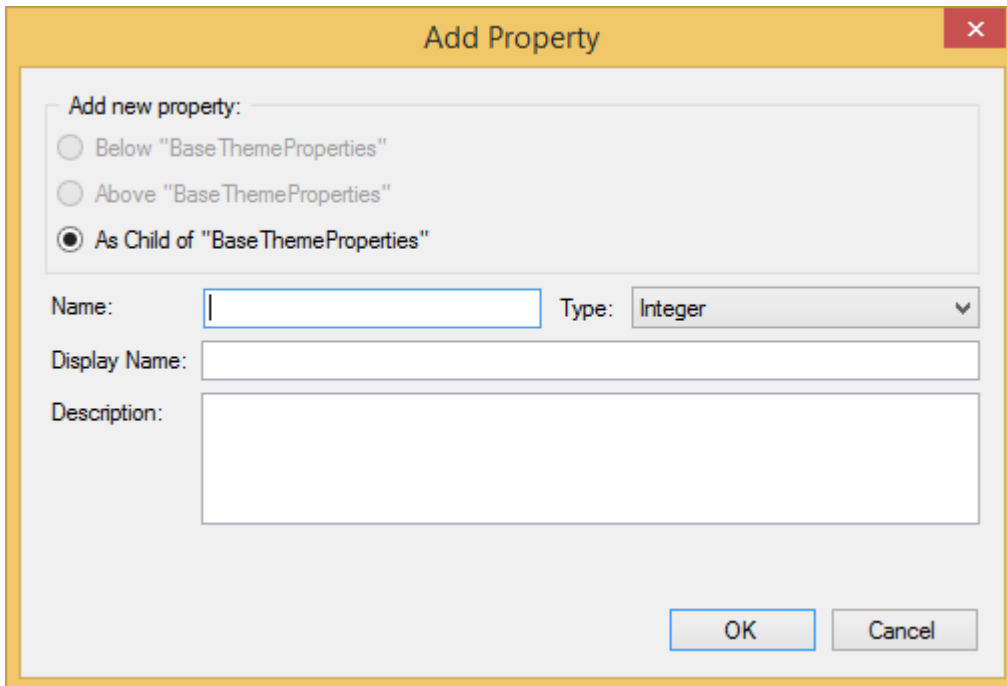 Add Property
Add new property:
Below "BaseThemeProperties"
Above "BaseThemeProperties"
As Child of "BaseThemeProperties"
Name: Type: Integer
Display Name:
Description:
OK Cancel